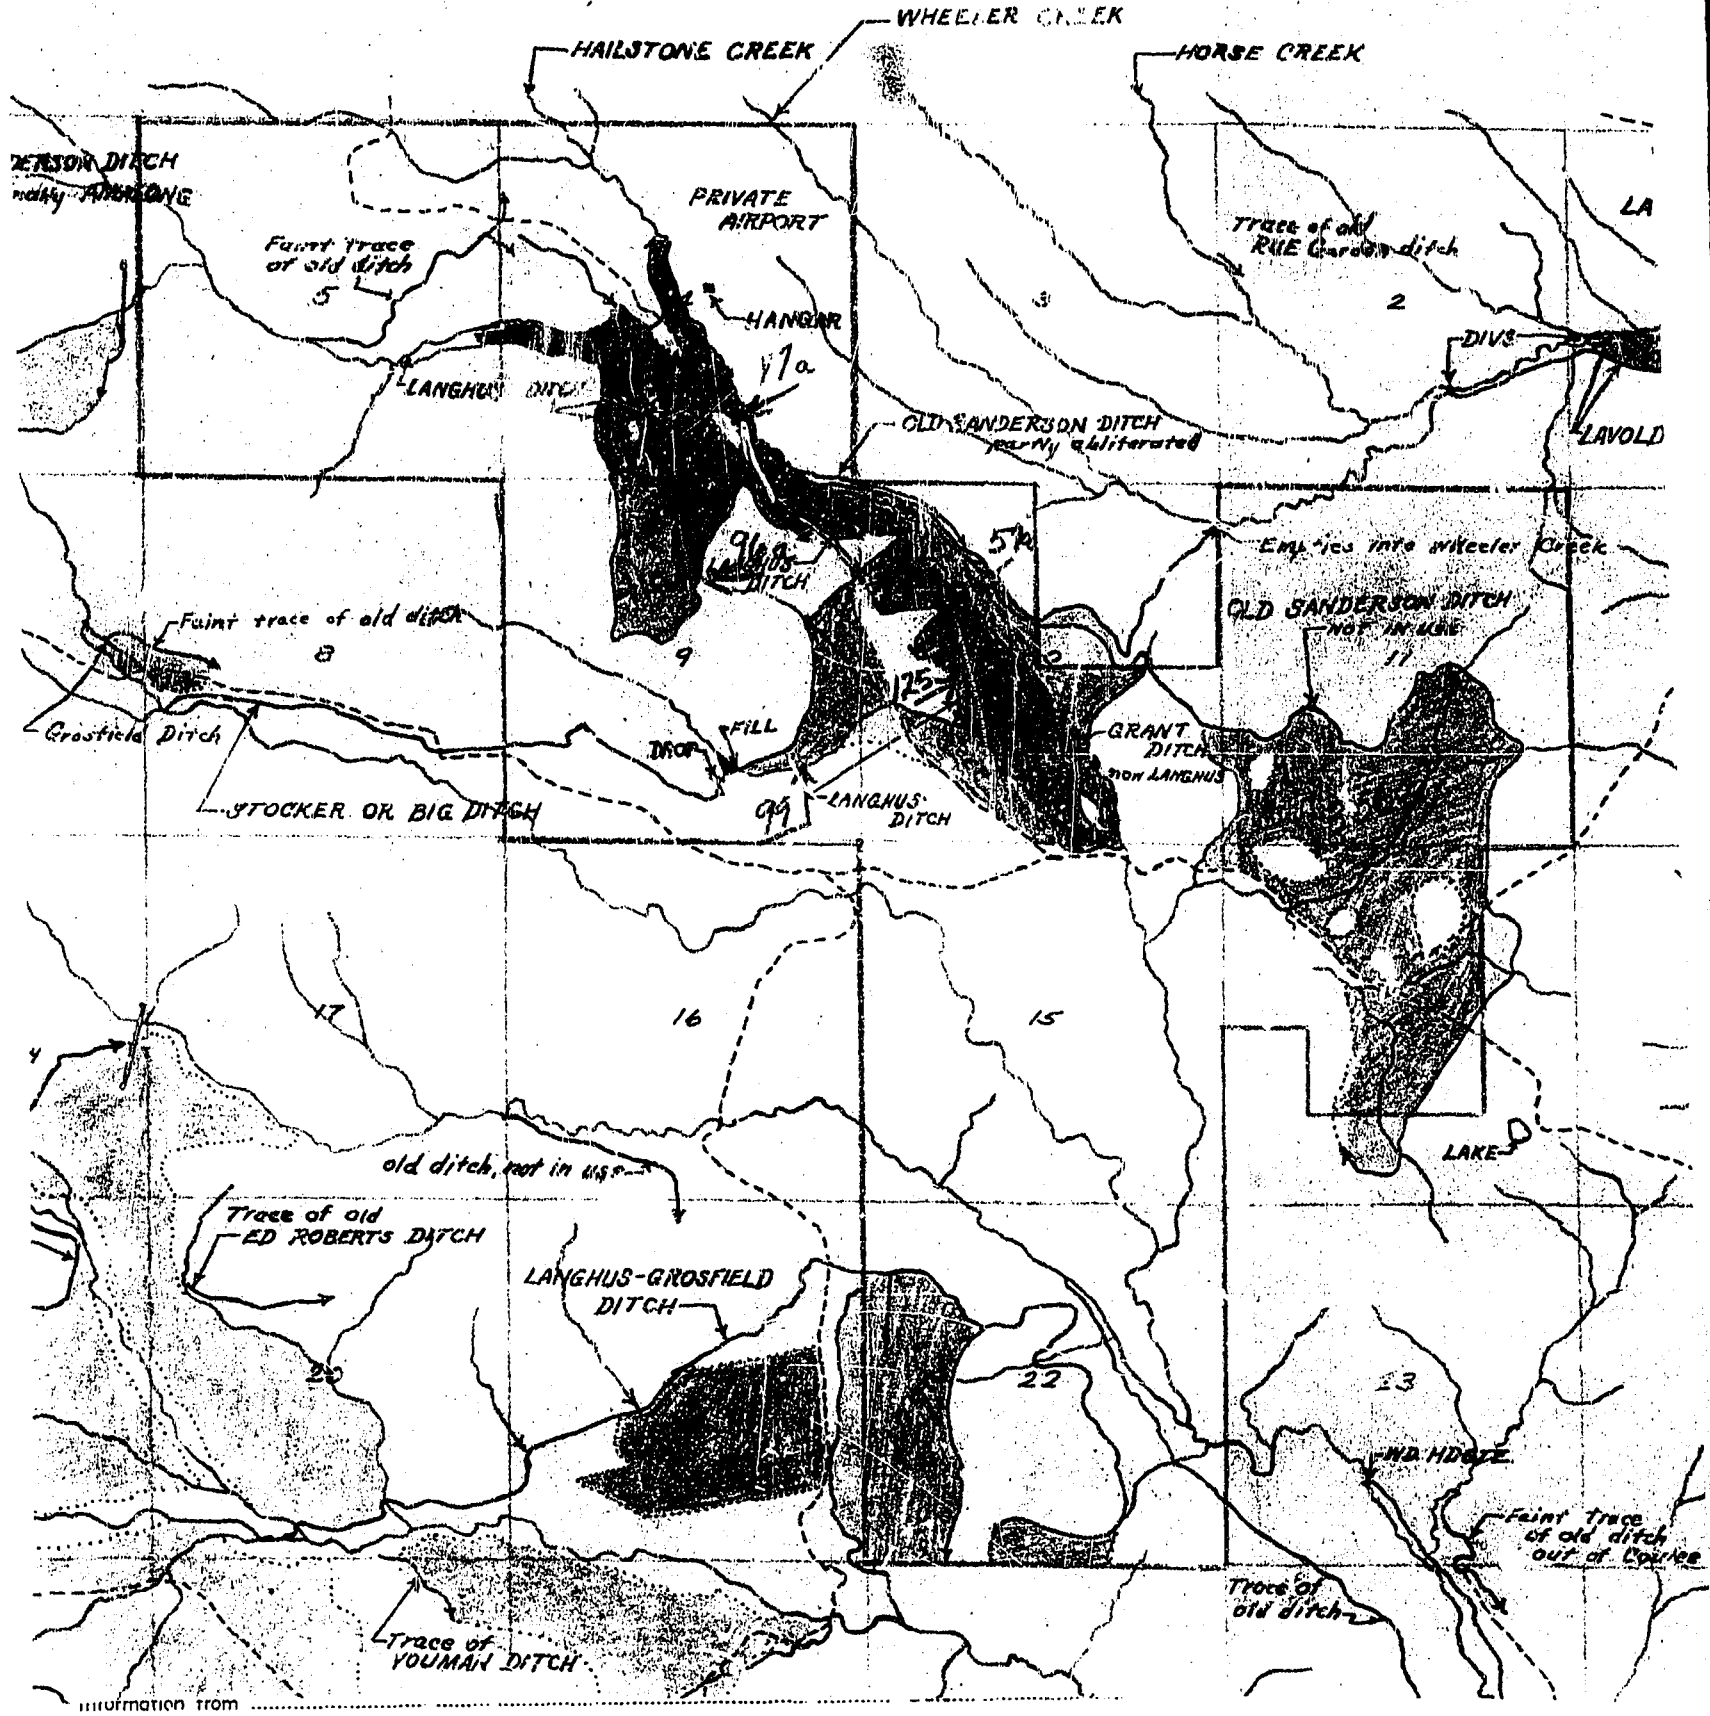 WHEELER CREEK
HAILSTONE CREEK
HORSE CREEK
DITCH
PRIVATE
AIRPORT
LA
Trace of old
RUE Garden ditch
Faint Trace
of old ditch
5
3
2
HANGAR
DIVS
LANGHUS DITCH
OLD SANDERSON DITCH
partly obliterated
LAVOLD
DITCH
Empties into Wheeler Creek
OLD SANDERSON DITCH
NOT IN USE
11
Faint trace of old ditch
8
9
125
Grosfield Ditch
FILL
DROP
GRANT
DITCH
now LANGHUS
STOCKER OR BIG DITCH
99
LANGHUS
DITCH
17
16
15
LAKE
old ditch, not in use
Trace of old
ED ROBERTS DITCH
LANGHUS-GROSFIELD
DITCH
22
23
Faint Trace
of old ditch
out of Coulee
Trace of
old ditch
Trace of
YOUMAN DITCH
Information from